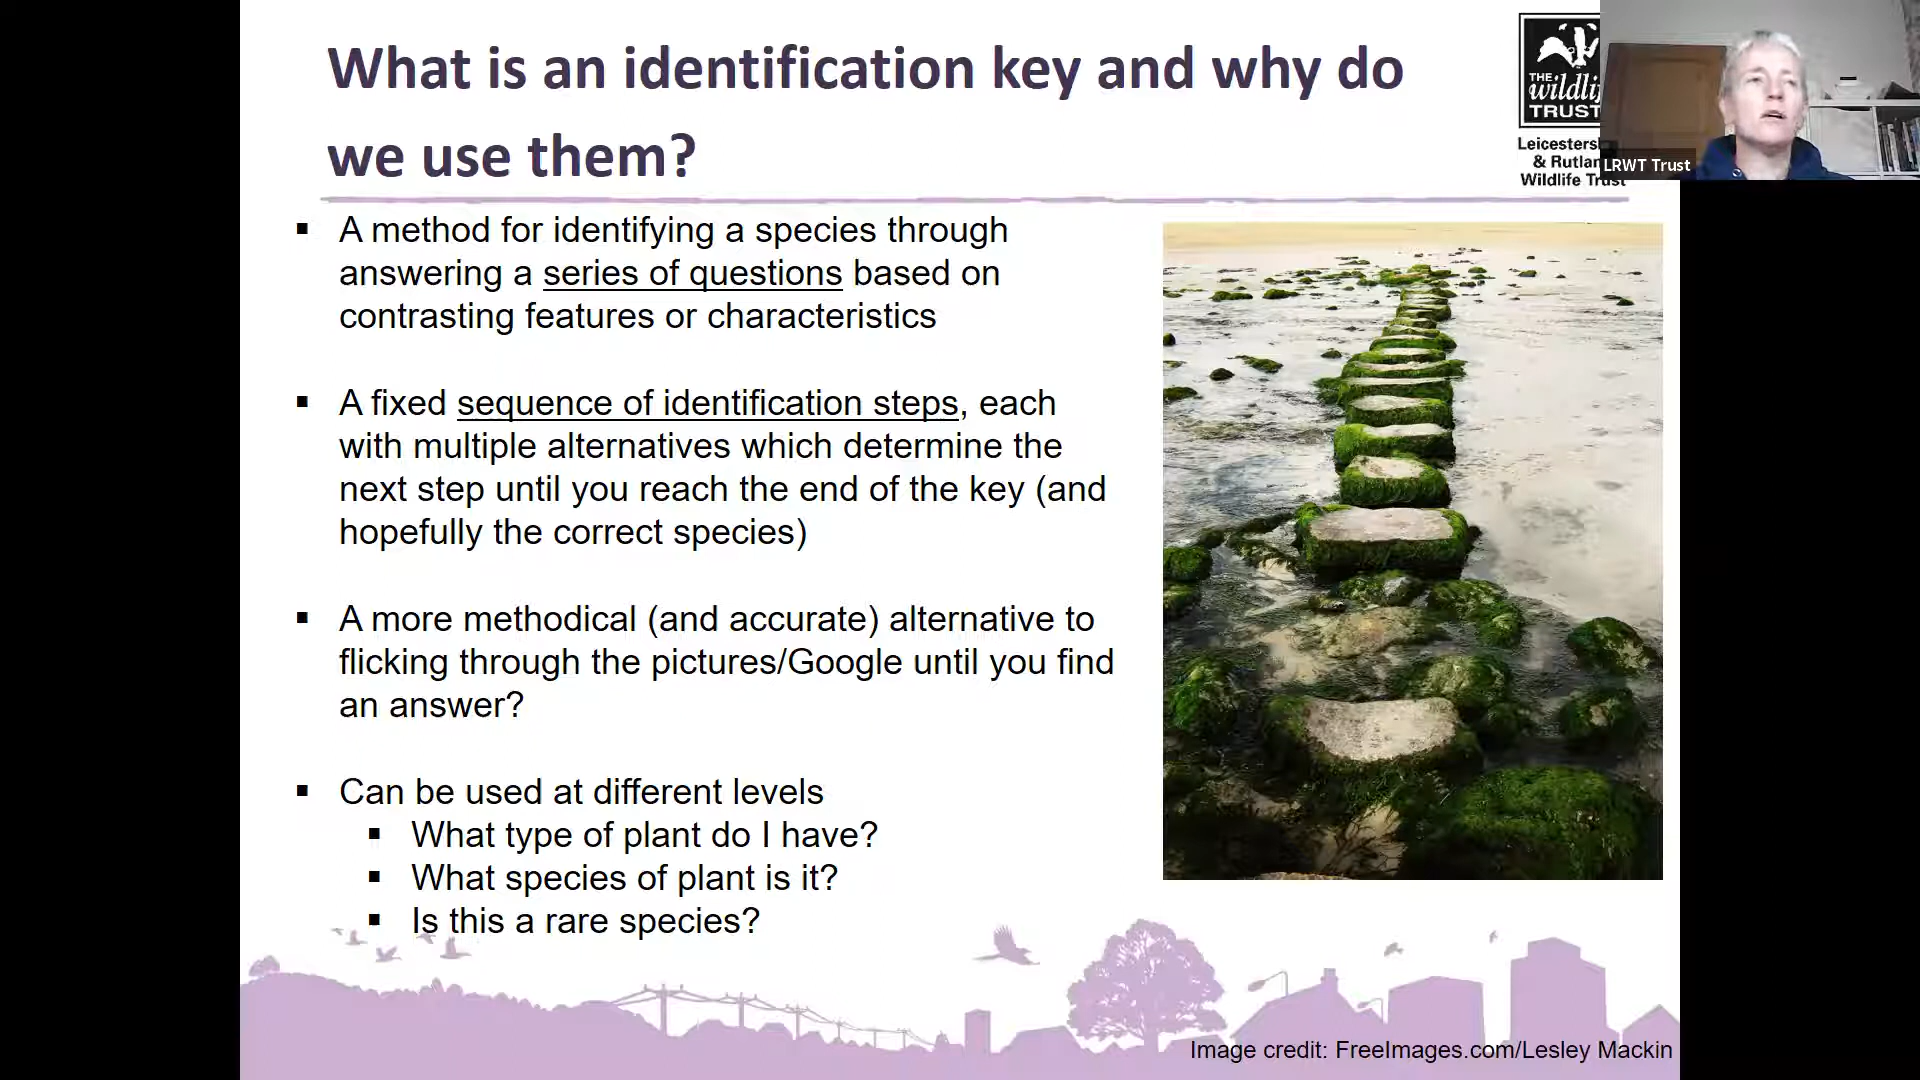 What is an identification key and why do
we use them?
THE
wildli
TRUST
Leicesters
& Rutlan
Wildlife Trust
LRWT Trust
▪ A method for identifying a species through
answering a series of questions based on
contrasting features or characteristics
▪ A fixed sequence of identification steps, each
with multiple alternatives which determine the
next step until you reach the end of the key (and
hopefully the correct species)
▪ A more methodical (and accurate) alternative to
flicking through the pictures/Google until you find
an answer?
▪ Can be used at different levels
▪ What type of plant do I have?
▪ What species of plant is it?
▪ Is this a rare species?
Image credit: FreeImages.com/Lesley Mackin